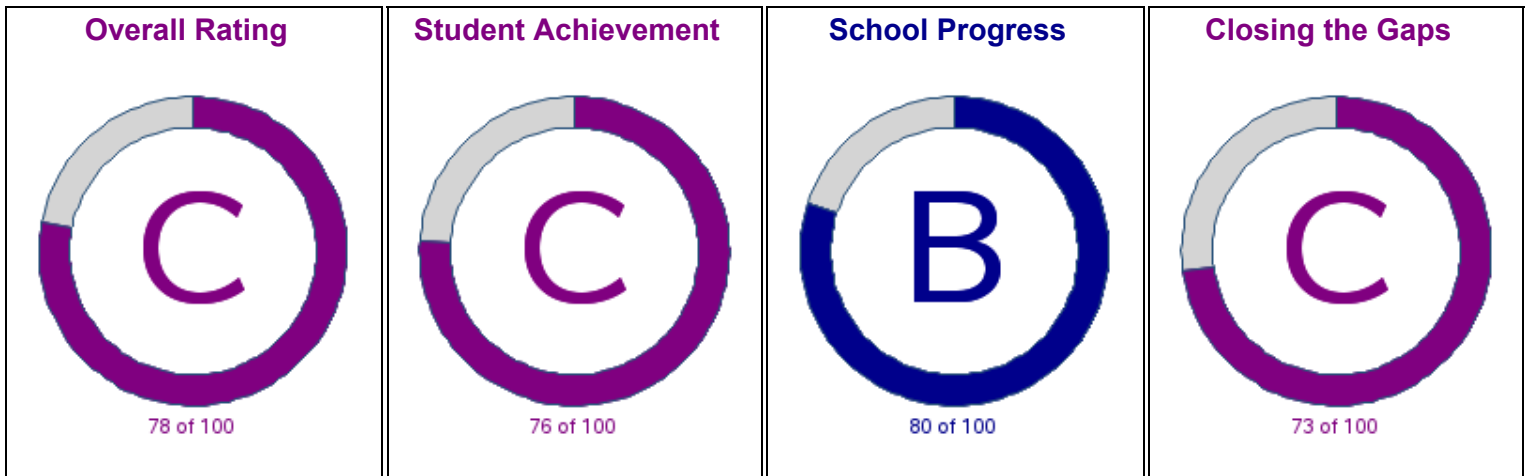 Overall Rating
C
78 of 100
Student Achievement
C
76 of 100
School Progress
B
80 of 100
Closing the Gaps
C
73 of 100